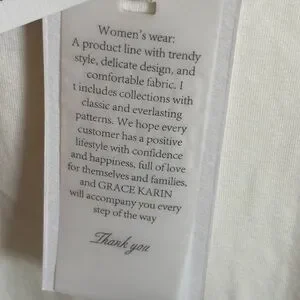 Women's wear:
A product line with trendy
style, delicate design, and
comfortable fabric. I
t includes collections with
classic and everlasting
patterns. We hope every
customer has a positive
lifestyle with confidence
and happiness, full of love
for themselves and families,
and GRACE KARIN
will accompany you every
step of the way
Thank you